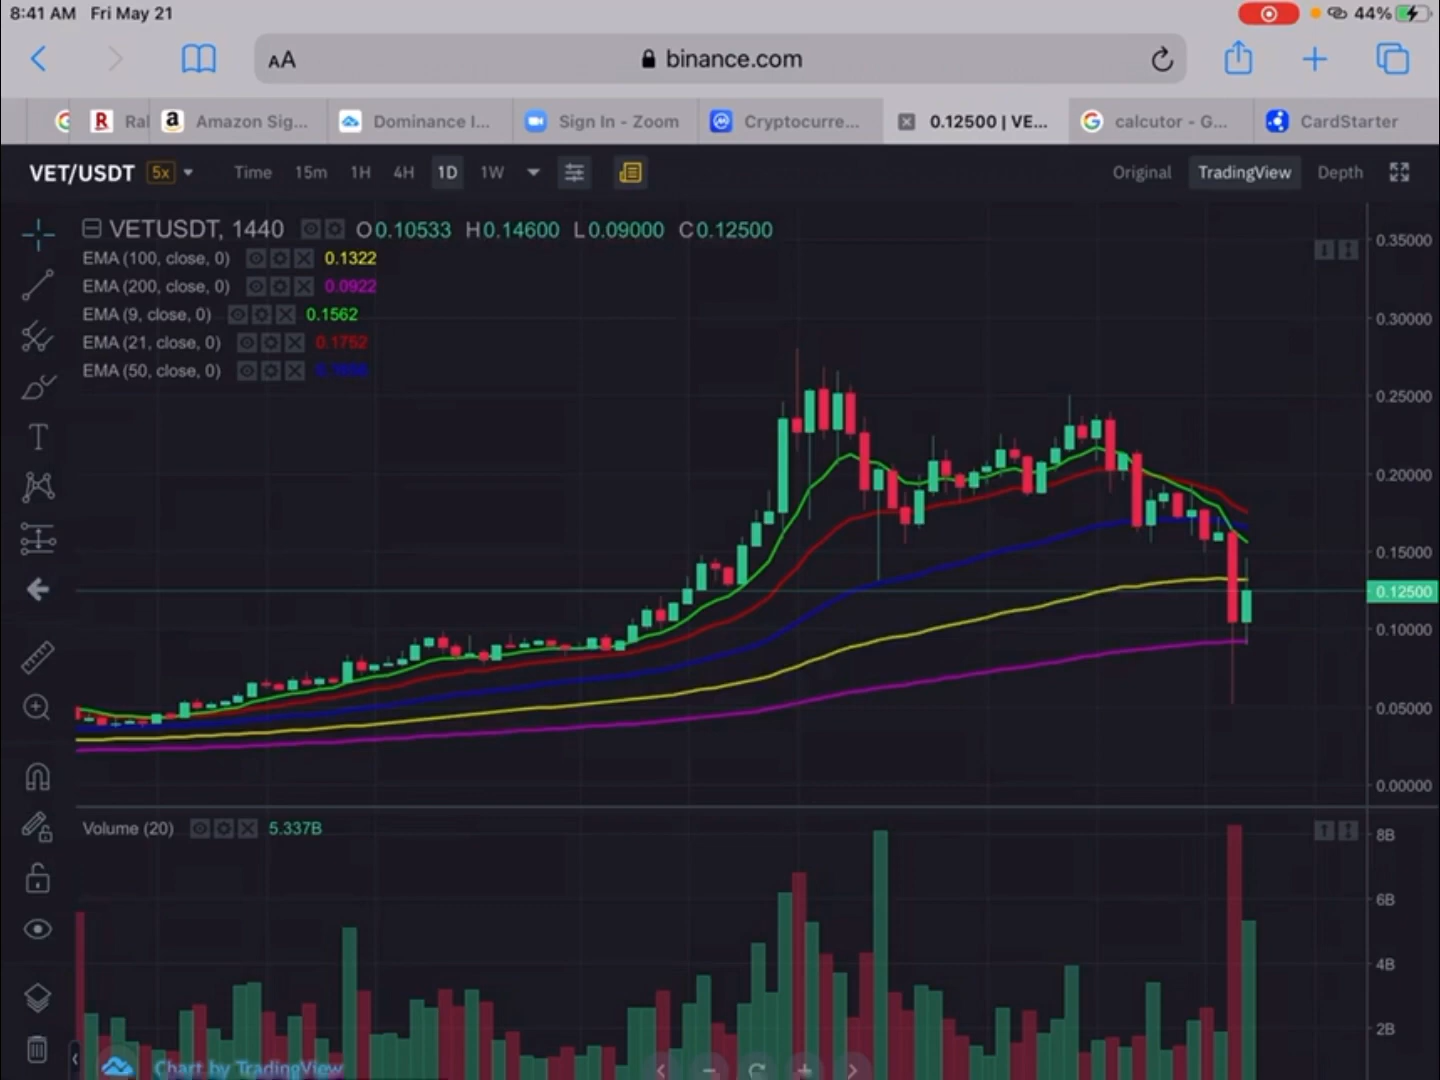 8:41 AM Fri May 21
44%
AA binance.com
Ral Amazon Sig... Dominance I... Sign In - Zoom Cryptocurre... 0.12500 | VE... calcutor - G... CardStarter
VET/USDT 5x Time 15m 1H 4H 1D 1W Original TradingView Depth
VETUSDT, 1440 O0.10533 H0.14600 L0.09000 C0.12500
EMA (100, close, 0) 0.1322
EMA (200, close, 0) 0.0922
EMA (9, close, 0) 0.1562
EMA (21, close, 0) 0.1752
EMA (50, close, 0)
0.35000
0.30000
0.25000
0.20000
0.15000
0.12500
0.10000
0.05000
0.00000
Volume (20) 5.337B
8B
6B
4B
2B
Chart by TradingView